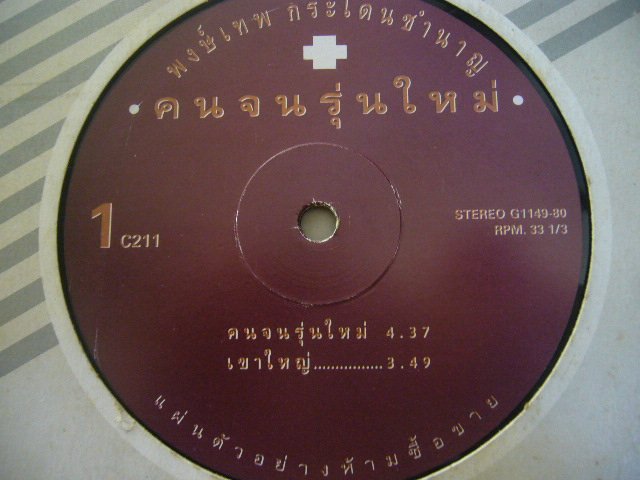 พงษ์เทพ กระโดนชำนาญ
• คนจนรุ่นใหม่ •
1 C211
STEREO G1149-80
RPM. 33 1/3
คนจนรุ่นใหม่ 4.37
เขาใหญ่................3.49
แผ่นตัวอย่างห้ามซื้อขาย